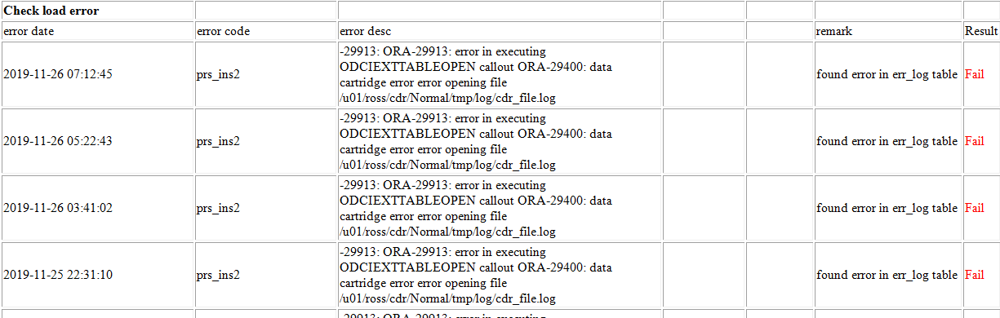 Check load error
error date error code error desc remark Result
2019-11-26 07:12:45 prs_ins2 -29913: ORA-29913: error in executing
ODCIEXTTABLEOPEN callout ORA-29400: data
cartridge error error opening file
/u01/ross/cdr/Normal/tmp/log/cdr_file.log
found error in err_log table Fail
2019-11-26 05:22:43 prs_ins2 -29913: ORA-29913: error in executing
ODCIEXTTABLEOPEN callout ORA-29400: data
cartridge error error opening file
/u01/ross/cdr/Normal/tmp/log/cdr_file.log
found error in err_log table Fail
2019-11-26 03:41:02 prs_ins2 -29913: ORA-29913: error in executing
ODCIEXTTABLEOPEN callout ORA-29400: data
cartridge error error opening file
/u01/ross/cdr/Normal/tmp/log/cdr_file.log
found error in err_log table Fail
2019-11-25 22:31:10 prs_ins2 -29913: ORA-29913: error in executing
ODCIEXTTABLEOPEN callout ORA-29400: data
cartridge error error opening file
/u01/ross/cdr/Normal/tmp/log/cdr_file.log
found error in err_log table Fail
-29913: ORA-29913: error in executing